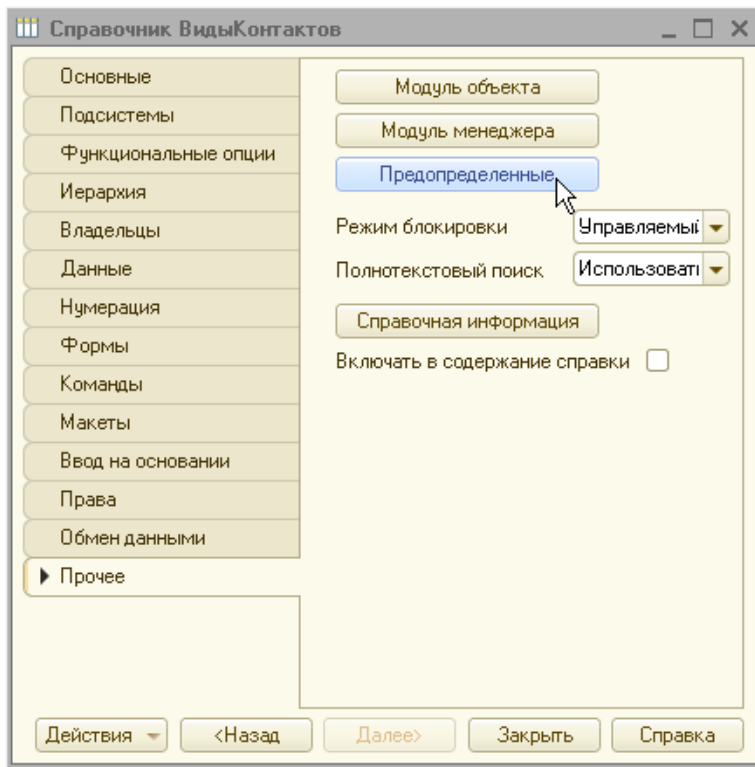 Справочник ВидыКонтактов
Основные
Подсистемы
Функциональные опции
Иерархия
Владельцы
Данные
Нумерация
Формы
Команды
Макеты
Ввод на основании
Права
Обмен данными
Прочее
Модуль объекта
Модуль менеджера
Предопределенные
Режим блокировки Управляемый
Полнотекстовый поиск Использовать
Справочная информация
Включать в содержание справки
Действия <Назад Далее> Закрыть Справка